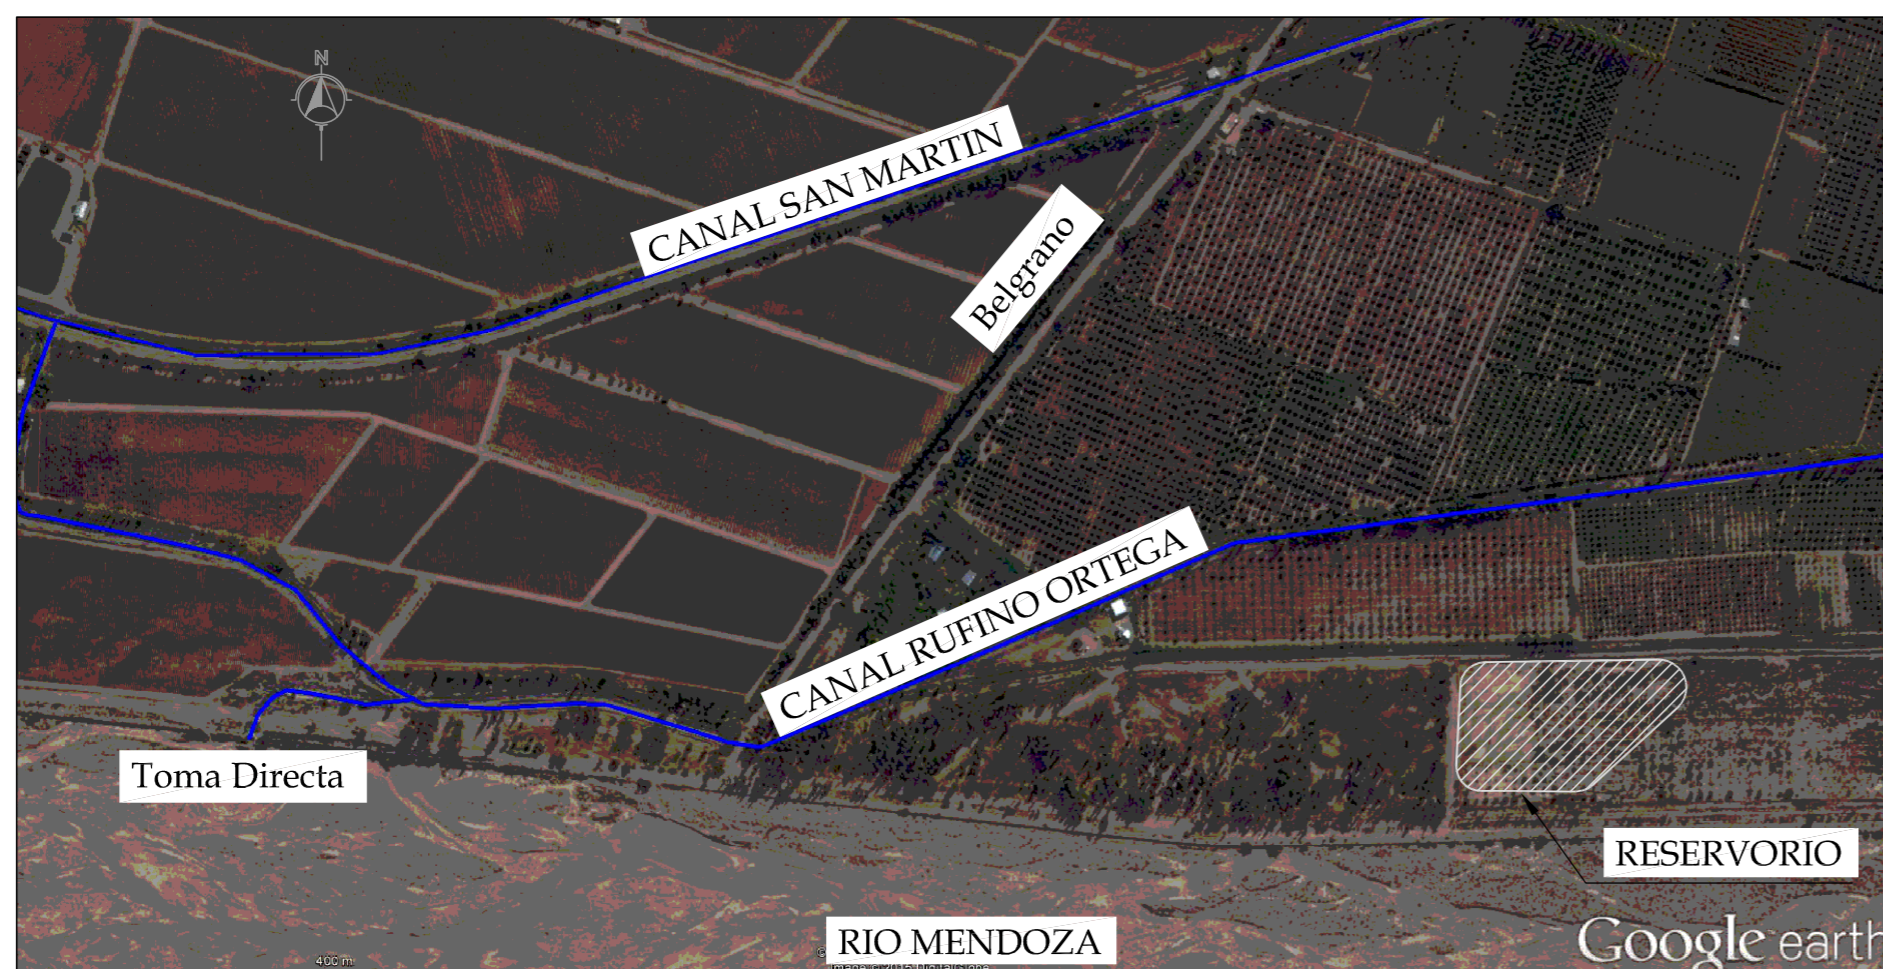 N
CANAL SAN MARTIN
Belgrano
CANAL RUFINO ORTEGA
Toma Directa
RESERVORIO
RIO MENDOZA
Google earth
400 m